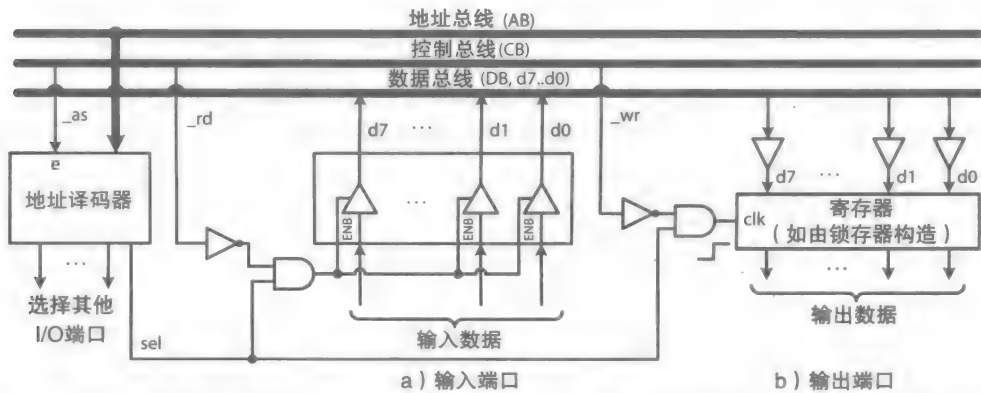 地址总线 (AB)
控制总线(CB)
数据总线 (DB, d7..d0)
_as
_rd
d7 ··· d1 d0
_wr
e
地址译码器
ENB ··· ENB ENB
d7 ··· d1 d0
clk
寄存器
（如由锁存器构造）
···
选择其他
I/O端口
sel
输入数据
···
输出数据
a）输入端口
b）输出端口